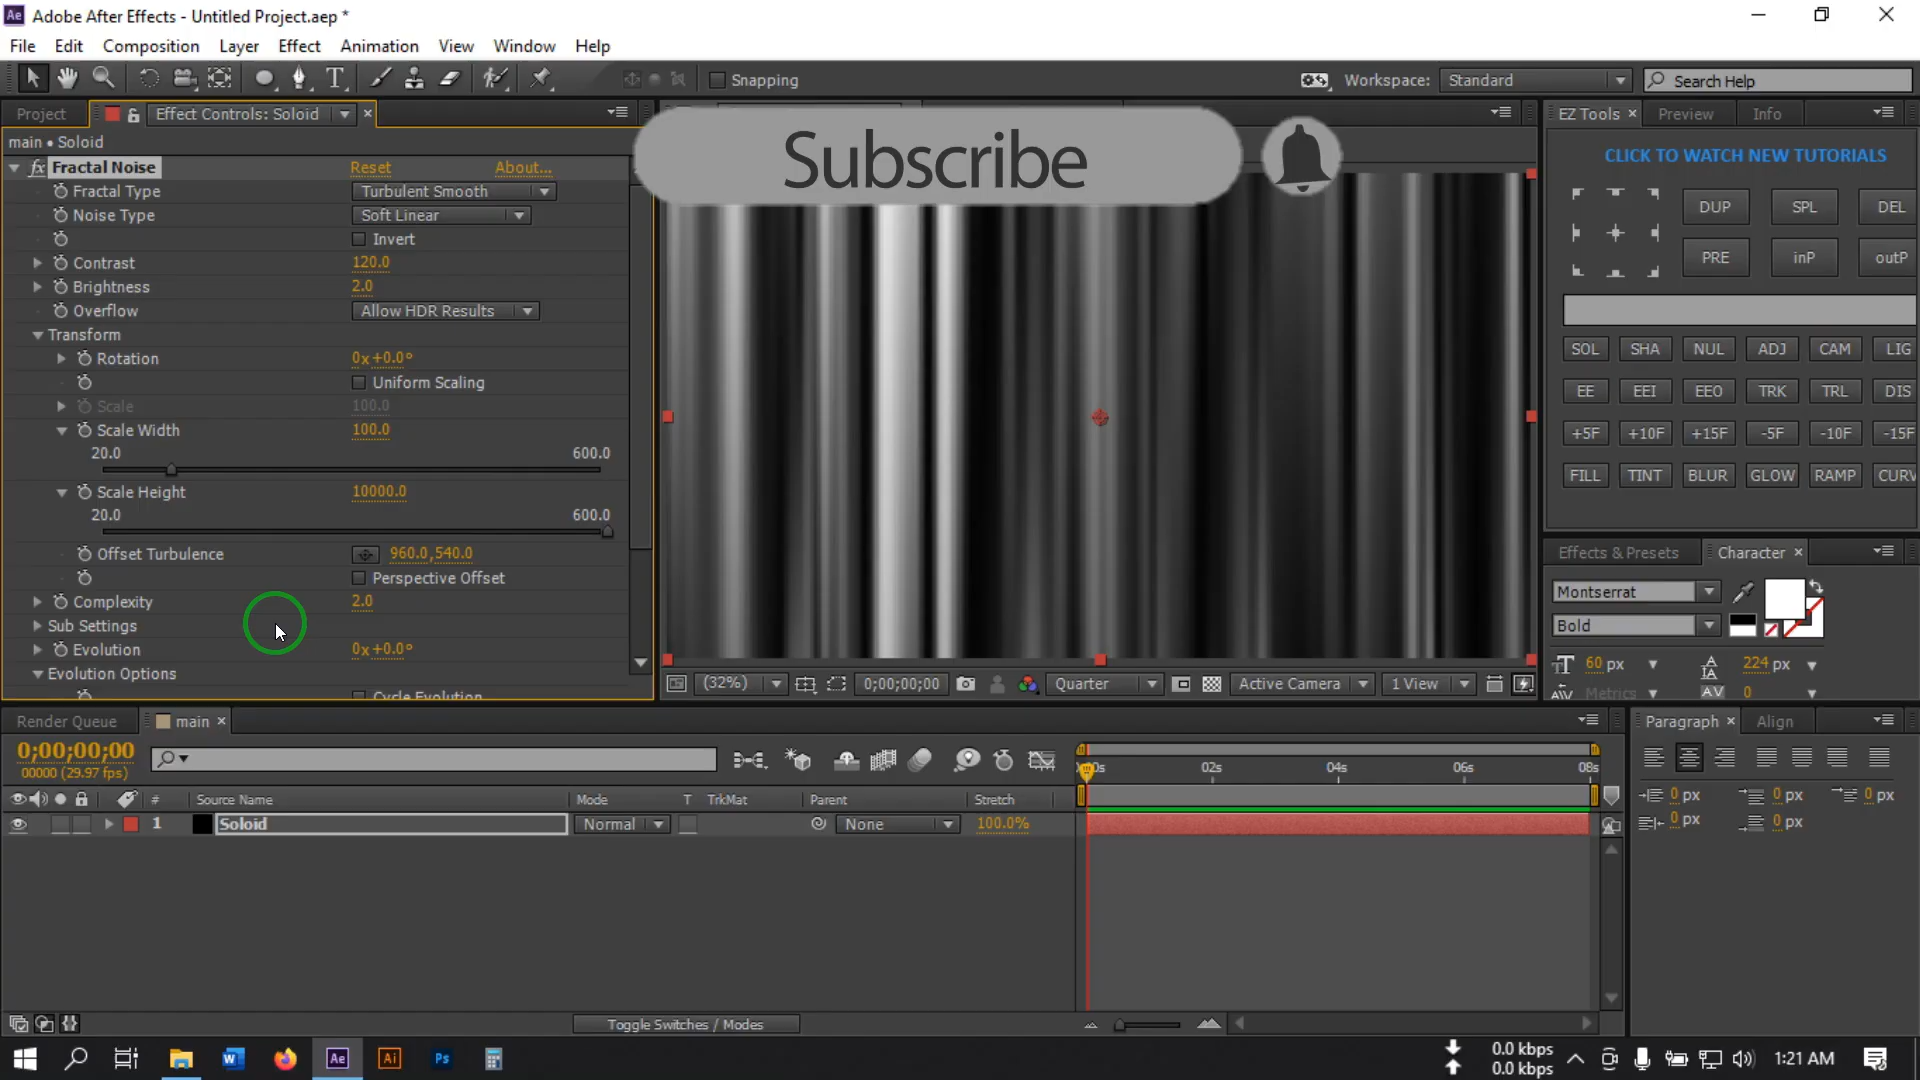 Ae Adobe After Effects - Untitled Project.aep *
File Edit Composition Layer Effect Animation View Window Help
T Snapping Workspace: Standard Search Help
Project Effect Controls: Soloid × EZ Tools × Preview Info
main • Soloid
Subscribe
CLICK TO WATCH NEW TUTORIALS
fx Fractal Noise Reset About...
Fractal Type Turbulent Smooth
Noise Type Soft Linear
Invert
Contrast 120.0
Brightness 2.0
Overflow Allow HDR Results
Transform
Rotation 0x+0.0°
Uniform Scaling
Scale 100.0
Scale Width 100.0
20.0 600.0
Scale Height 10000.0
20.0 600.0
Offset Turbulence 960.0,540.0
Perspective Offset
Complexity 2.0
Sub Settings
Evolution 0x+0.0°
Evolution Options
Cycle Evolution
DUP SPL DEL
PRE inP outP
SOL SHA NUL ADJ CAM LIG
EE EEI EEO TRK TRL DIS
+5F +10F +15F -5F -10F -15F
FILL TINT BLUR GLOW RAMP CURV
Effects & Presets Character ×
Montserrat
Bold
60 px 224 px
Metrics 0
(32%) 0;00;00;00 Quarter Active Camera 1 View
Render Queue main × Paragraph × Align
0;00;00;00
00000 (29.97 fps)
02s 04s 06s 08s
0 px 0 px 0 px
0 px 0 px
# Source Name Mode T TrkMat Parent Stretch
1 Soloid Normal None 100.0%
Toggle Switches / Modes
Ae Ai Ps
0.0 kbps
0.0 kbps
1:21 AM